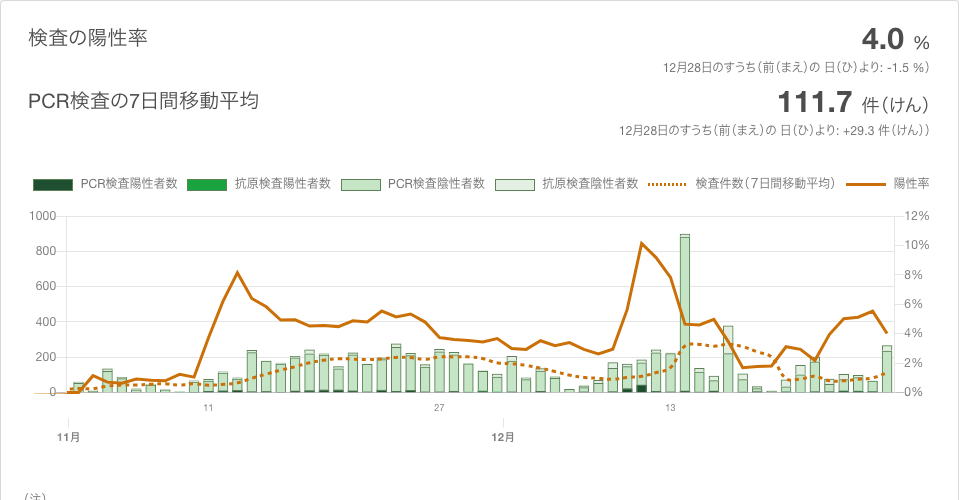 検査の陽性率
4.0 %
12月28日のすうち（前（まえ）の 日（ひ）より: -1.5 %）
PCR検査の7日間移動平均
111.7 件（けん）
12月28日のすうち（前（まえ）の 日（ひ）より: +29.3 件（けん））
PCR検査陽性者数 抗原検査陽性者数 PCR検査陰性者数 抗原検査陰性者数 検査件数（7日間移動平均） 陽性率
1000 12%
10%
800
8%
600
6%
400
4%
200
2%
0 0%
11 27 13
11月 12月
（注）